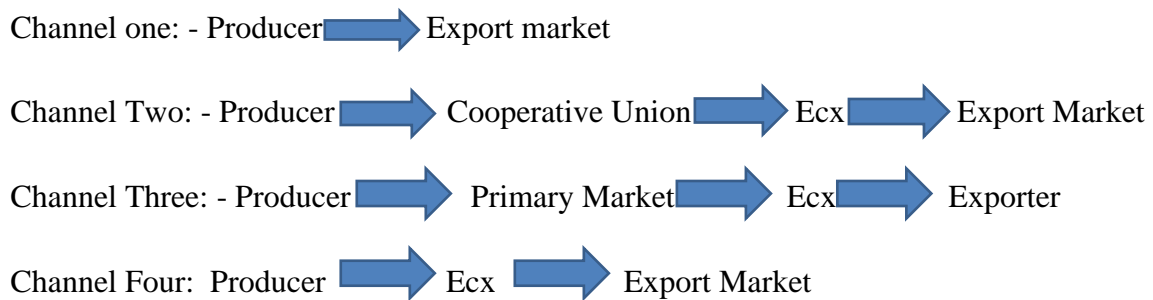 Channel one: - Producer Export market
Channel Two: - Producer Cooperative Union Ecx Export Market
Channel Three: - Producer Primary Market Ecx Exporter
Channel Four: Producer Ecx Export Market